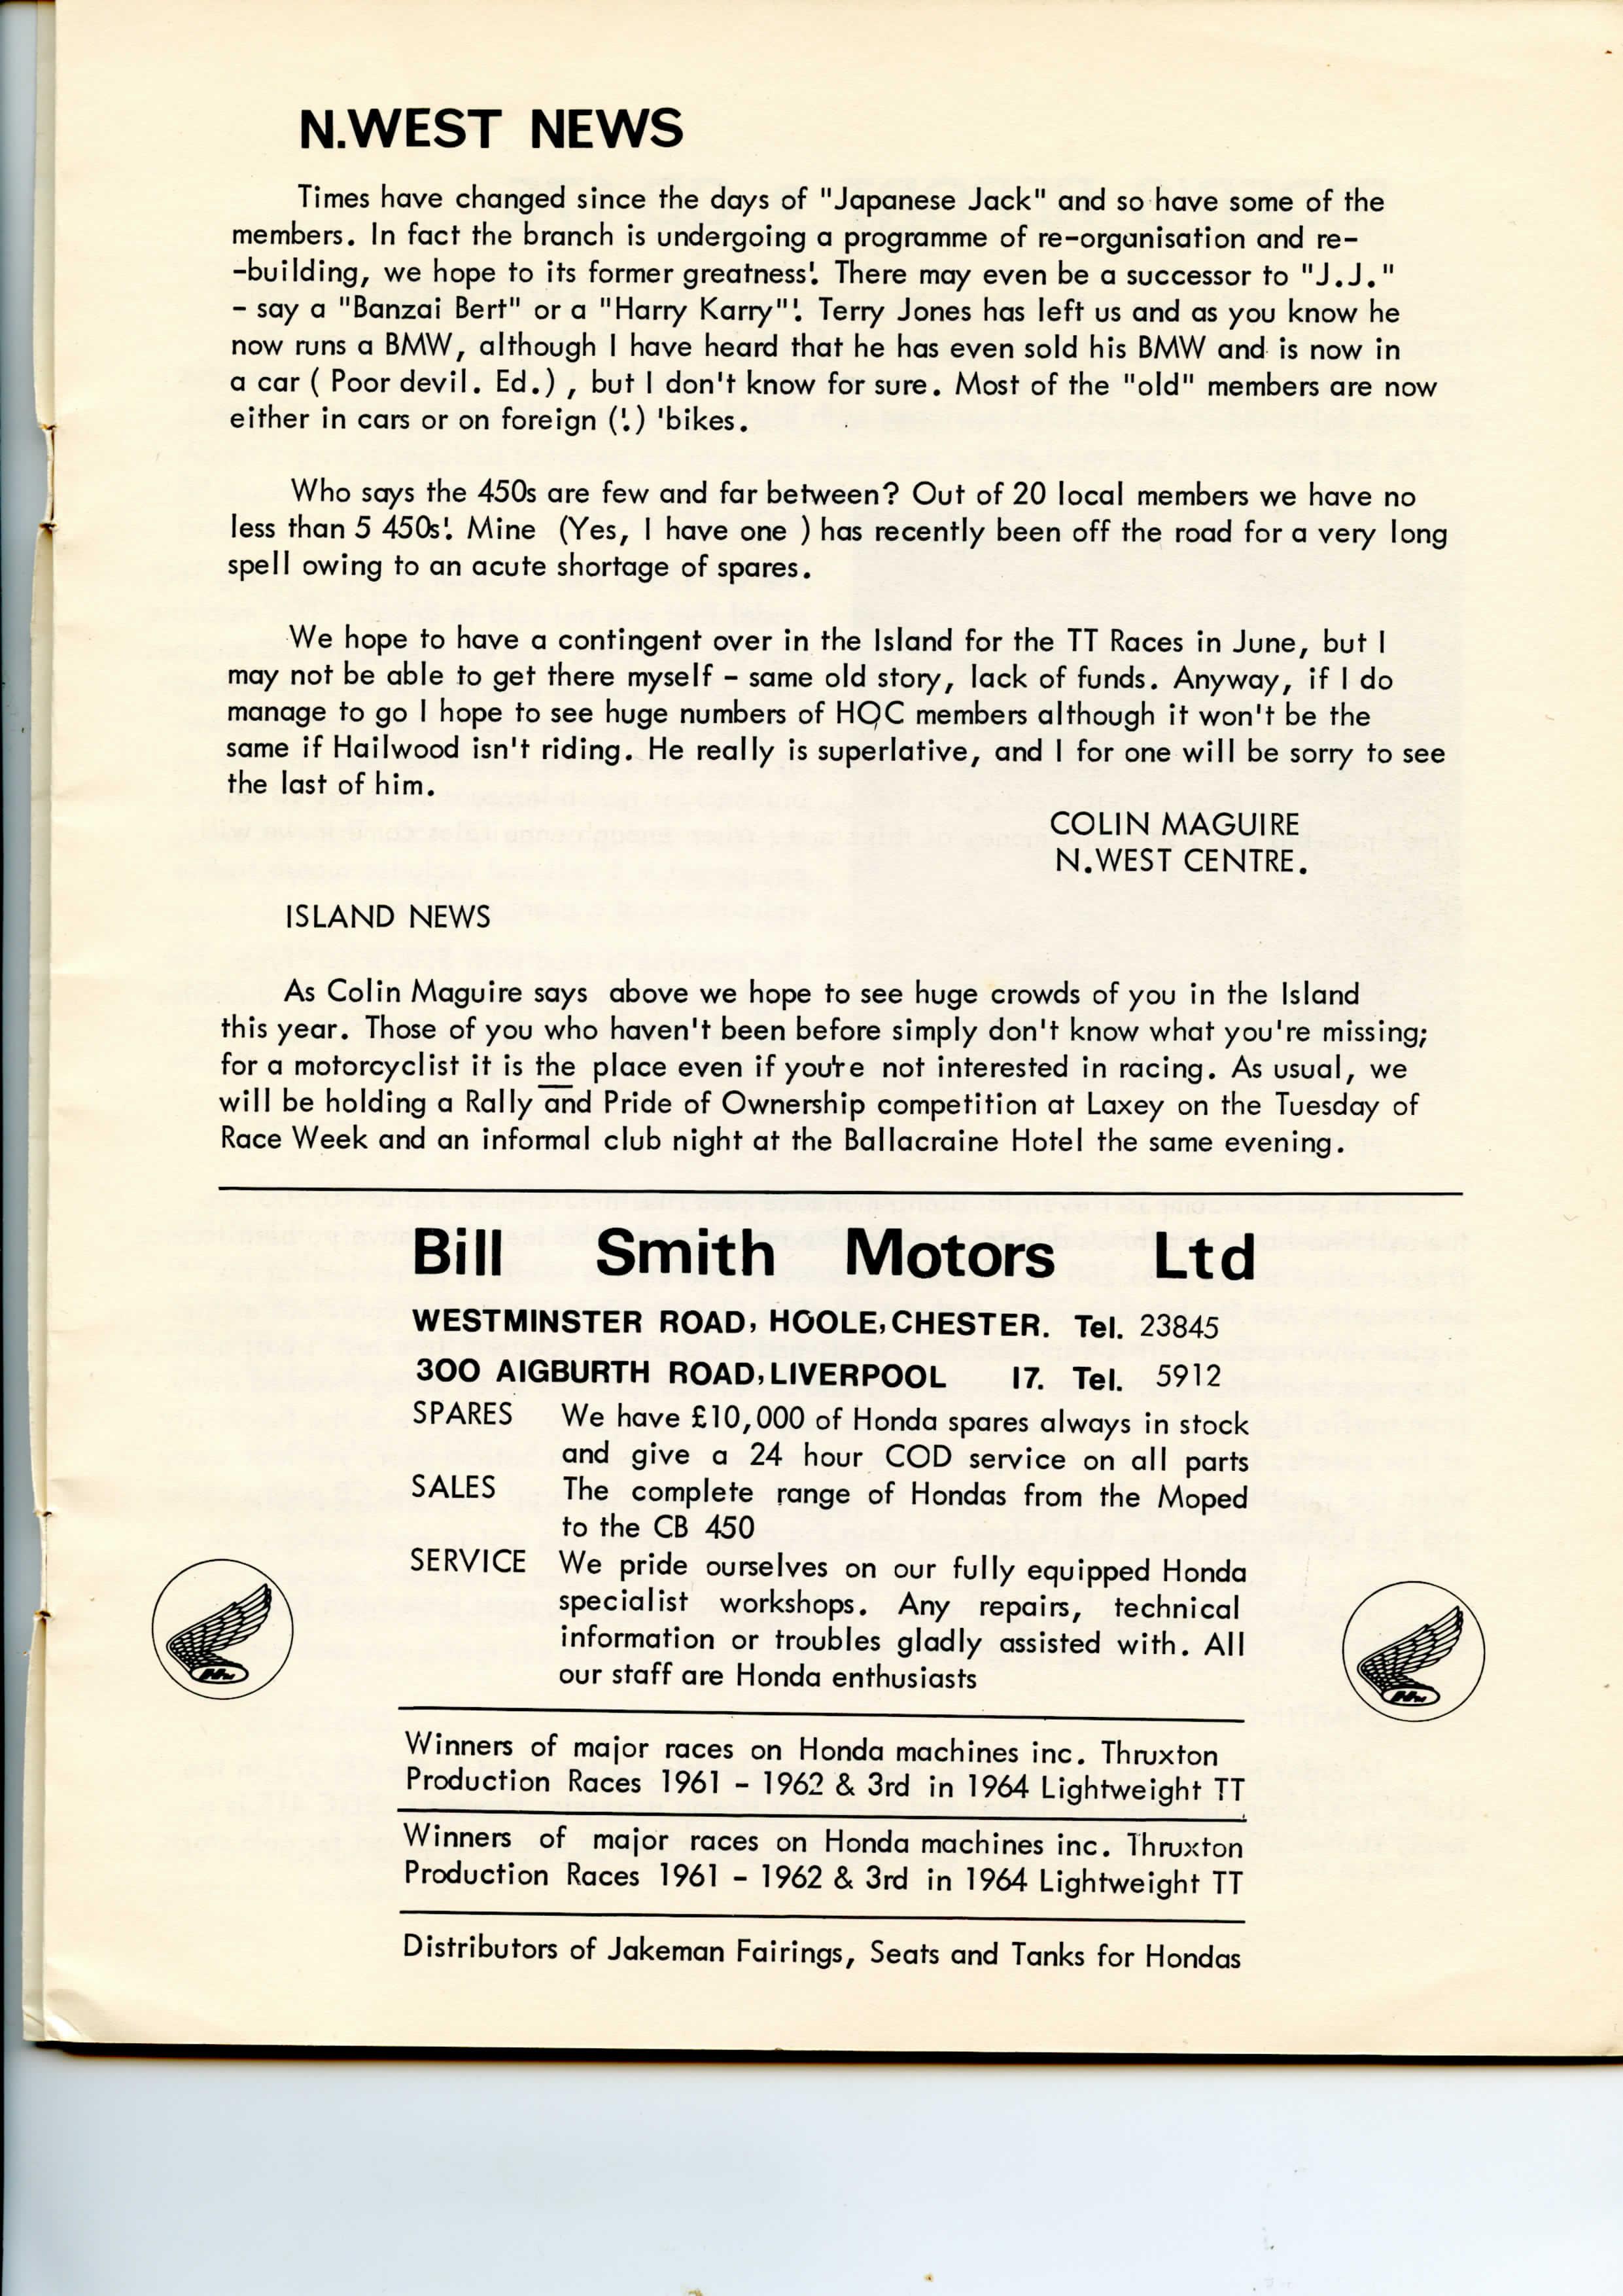 N.WEST NEWS
Times have changed since the days of "Japanese Jack" and so have some of the
members. In fact the branch is undergoing a programme of re-organisation and re-
-building, we hope to its former greatness! There may even be a successor to "J.J."
- say a "Banzai Bert" or a "Harry Karry"! Terry Jones has left us and as you know he
now runs a BMW, although I have heard that he has even sold his BMW and is now in
a car ( Poor devil. Ed.) , but I don't know for sure. Most of the "old" members are now
either in cars or on foreign (!) 'bikes.
Who says the 450s are few and far between? Out of 20 local members we have no
less than 5 450s! Mine (Yes, I have one ) has recently been off the road for a very long
spell owing to an acute shortage of spares.
We hope to have a contingent over in the Island for the TT Races in June, but I
may not be able to get there myself - same old story, lack of funds. Anyway, if I do
manage to go I hope to see huge numbers of HOC members although it won't be the
same if Hailwood isn't riding. He really is superlative, and I for one will be sorry to see
the last of him.
COLIN MAGUIRE
N.WEST CENTRE.
ISLAND NEWS
As Colin Maguire says above we hope to see huge crowds of you in the Island
this year. Those of you who haven't been before simply don't know what you're missing;
for a motorcyclist it is the place even if you're not interested in racing. As usual, we
will be holding a Rally and Pride of Ownership competition at Laxey on the Tuesday of
Race Week and an informal club night at the Ballacraine Hotel the same evening.
Bill Smith Motors Ltd
WESTMINSTER ROAD, HOOLE, CHESTER. Tel. 23845
300 AIGBURTH ROAD, LIVERPOOL 17. Tel. 5912
SPARES We have £10,000 of Honda spares always in stock
and give a 24 hour COD service on all parts
SALES The complete range of Hondas from the Moped
to the CB 450
SERVICE We pride ourselves on our fully equipped Honda
specialist workshops. Any repairs, technical
information or troubles gladly assisted with. All
our staff are Honda enthusiasts
Winners of major races on Honda machines inc. Thruxton
Production Races 1961 - 1962 & 3rd in 1964 Lightweight TT
Winners of major races on Honda machines inc. Thruxton
Production Races 1961 - 1962 & 3rd in 1964 Lightweight TT
Distributors of Jakeman Fairings, Seats and Tanks for Hondas